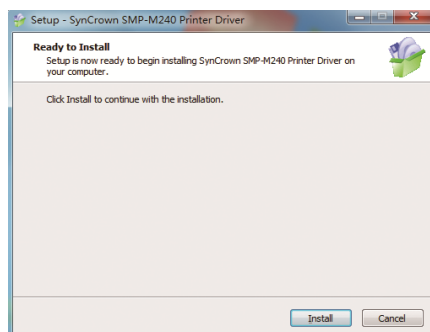 Setup - SynCrown SMP-M240 Printer Driver
Ready to Install
Setup is now ready to begin installing SynCrown SMP-M240 Printer Driver on
your computer.
Click Install to continue with the installation.
Install
Cancel